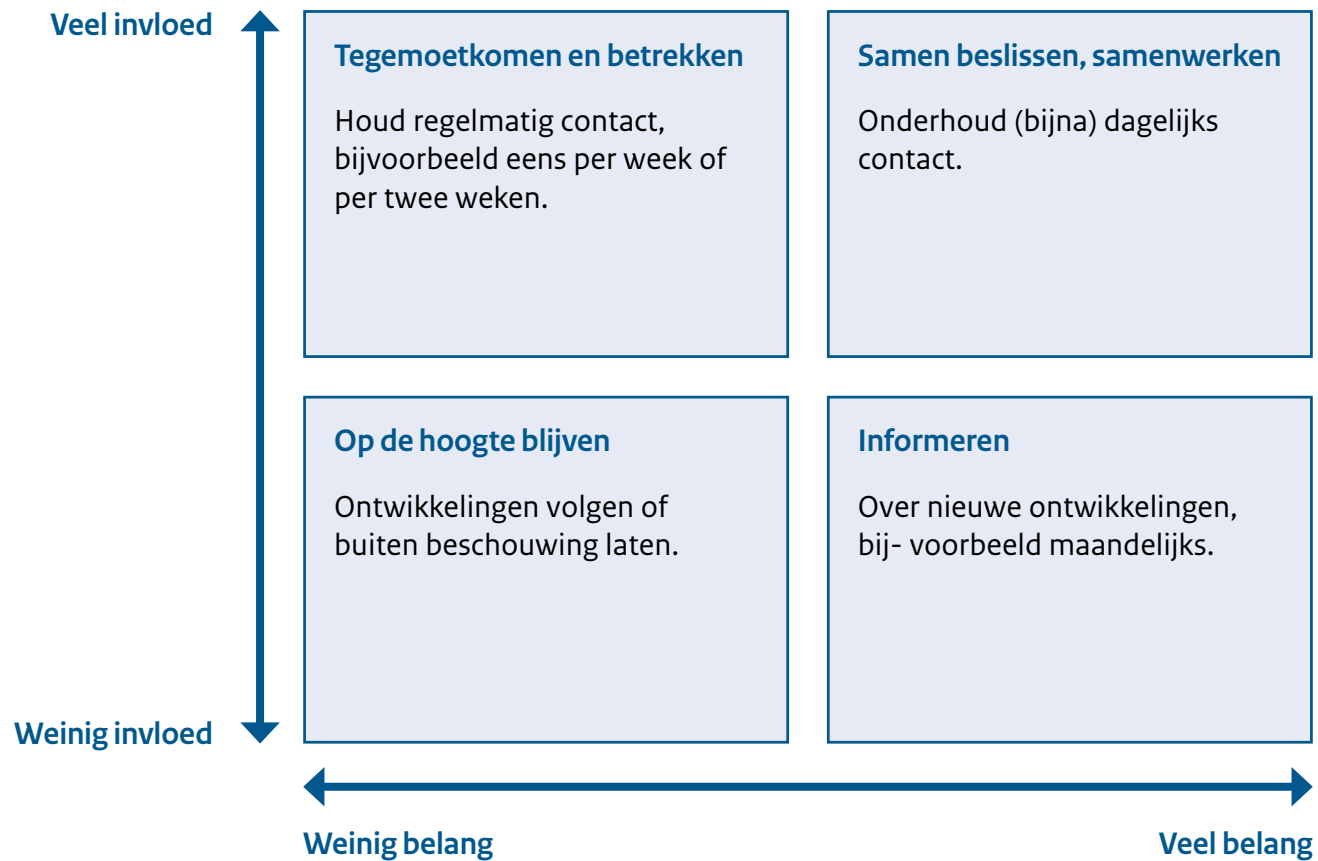 Veel invloed
Tegemoetkomen en betrekken
Houd regelmatig contact,
bijvoorbeeld eens per week of
per twee weken.
Samen beslissen, samenwerken
Onderhoud (bijna) dagelijks
contact.
Op de hoogte blijven
Ontwikkelingen volgen of
buiten beschouwing laten.
Informeren
Over nieuwe ontwikkelingen,
bij- voorbeeld maandelijks.
Weinig invloed
Weinig belang
Veel belang